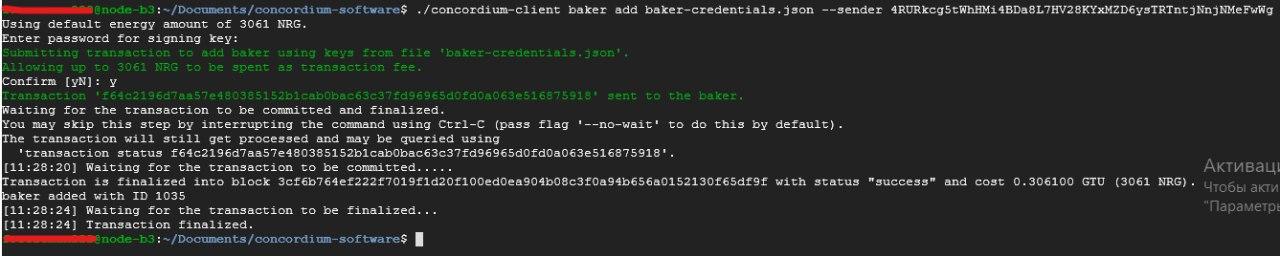 @node-b3:~/Documents/concordium-software$ ./concordium-client baker add baker-credentials.json --sender 4RURkcg5tWhHMi4BDa8L7HV28KYxMZD6ysTRTntjNnjNMeFwWg
Using default energy amount of 3061 NRG.
Enter password for signing key:
Submitting transaction to add baker using keys from file 'baker-credentials.json'.
Allowing up to 3061 NRG to be spent as transaction fee.
Confirm [yN]: y
Transaction 'f64c2196d7aa57e480385152b1cab0bac63c37fd96965d0fd0a063e516875918' sent to the baker.
Waiting for the transaction to be committed and finalized.
You may skip this step by interrupting the command using Ctrl-C (pass flag '--no-wait' to do this by default).
The transaction will still get processed and may be queried using
'transaction status f64c2196d7aa57e480385152b1cab0bac63c37fd96965d0fd0a063e516875918'.
[11:28:20] Waiting for the transaction to be committed.....
Transaction is finalized into block 3cf6b764ef222f7019f1d20f100ed0ea904b08c3f0a94b656a0152130f65df9f with status "success" and cost 0.306100 GTU (3061 NRG).
baker added with ID 1035
[11:28:24] Waiting for the transaction to be finalized...
[11:28:24] Transaction finalized.
@node-b3:~/Documents/concordium-software$
Активаци
Чтобы акти
"Параметры